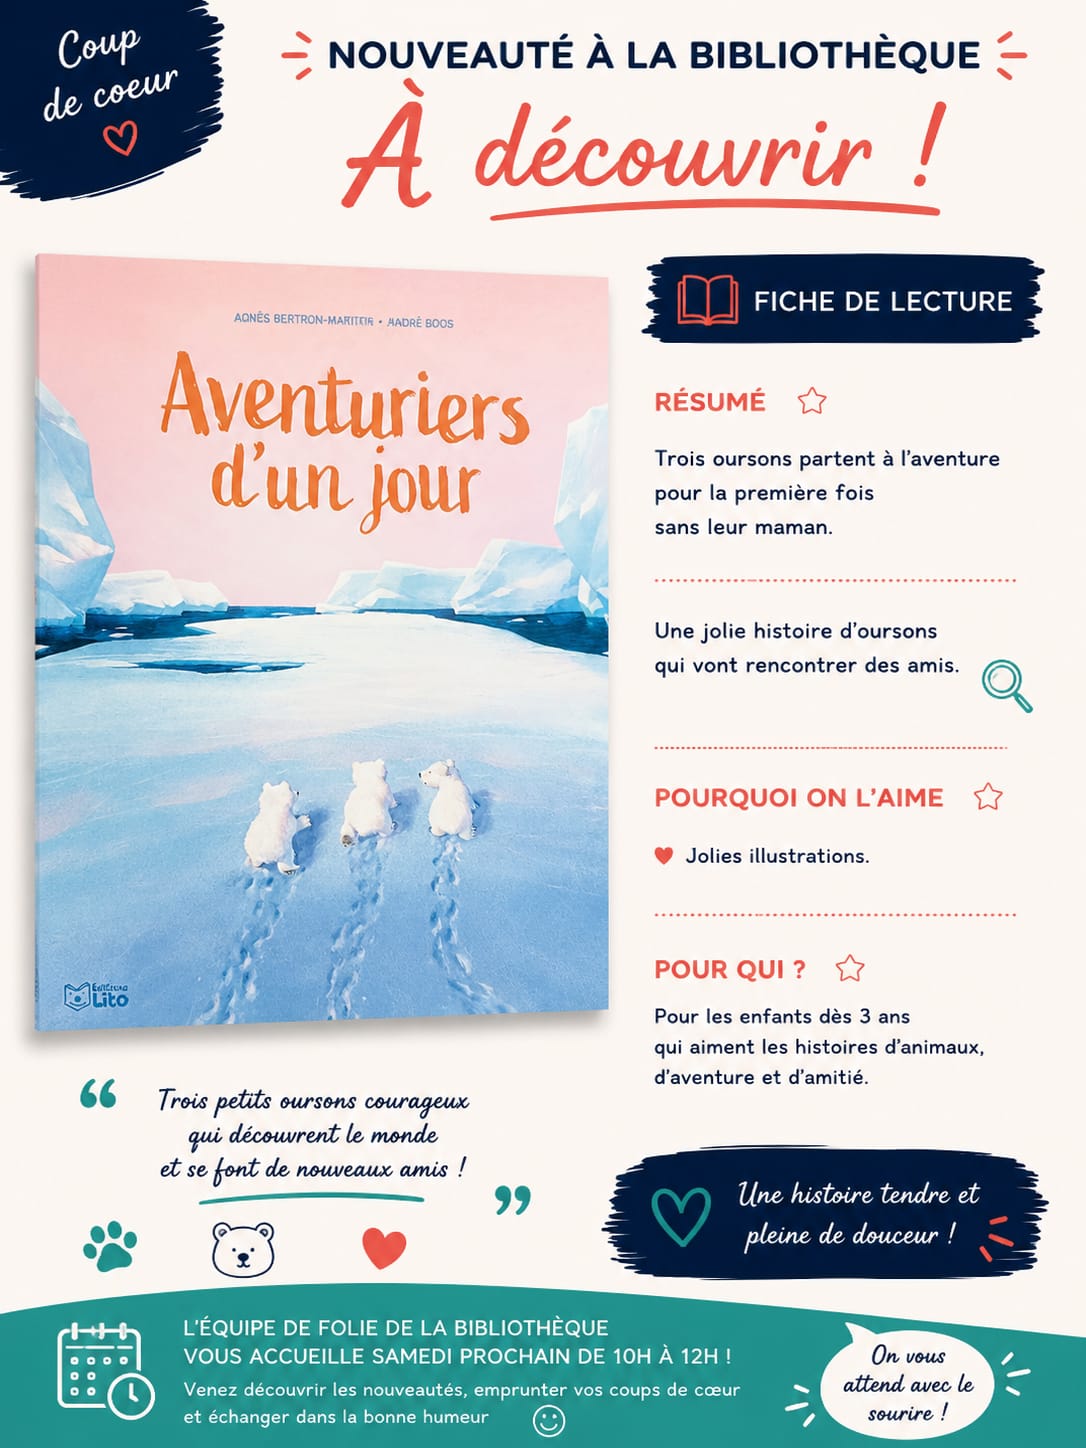 Coup
de coeur
NOUVEAUTÉ À LA BIBLIOTHÈQUE
À découvrir !
AGNÈS BERTRON-MARTIN • BOOS
Aventuriers
d'un jour
Éditions
Lito
FICHE DE LECTURE
RÉSUMÉ
Trois oursons partent à l'aventure
pour la première fois
sans leur maman.
Une jolie histoire d'oursons
qui vont rencontrer des amis.
POURQUOI ON L'AIME
Jolies illustrations.
POUR QUI ?
Pour les enfants dès 3 ans
qui aiment les histoires d'animaux,
d'aventure et d'amitié.
“ Trois petits oursons courageux
qui découvrent le monde
et se font de nouveaux amis ! ”
Une histoire tendre et
pleine de douceur !
L'ÉQUIPE DE FOLIE DE LA BIBLIOTHÈQUE
VOUS ACCUEILLE SAMEDI PROCHAIN DE 10H À 12H !
Venez découvrir les nouveautés, emprunter vos coups de cœur
et échanger dans la bonne humeur
On vous
attend avec le
sourire !